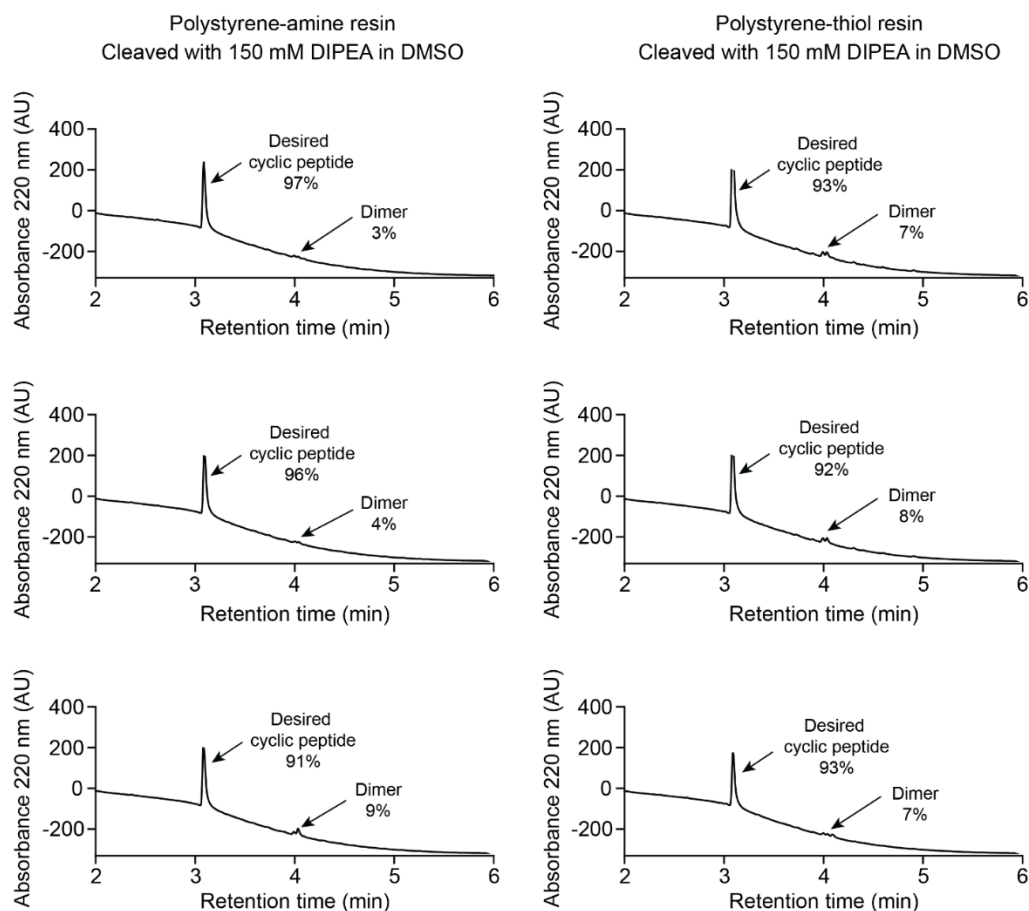 Polystyrene-amine resin
Cleaved with 150 mM DIPEA in DMSO
Polystyrene-thiol resin
Cleaved with 150 mM DIPEA in DMSO
Absorbance 220 nm (AU)
400
200
0
-200
Desired
cyclic peptide
97%
Dimer
3%
2 3 4 5 6
Retention time (min)
Absorbance 220 nm (AU)
400
200
0
-200
Desired
cyclic peptide
93%
Dimer
7%
2 3 4 5 6
Retention time (min)
Absorbance 220 nm (AU)
400
200
0
-200
Desired
cyclic peptide
96%
Dimer
4%
2 3 4 5 6
Retention time (min)
Absorbance 220 nm (AU)
400
200
0
-200
Desired
cyclic peptide
92%
Dimer
8%
2 3 4 5 6
Retention time (min)
Absorbance 220 nm (AU)
400
200
0
-200
Desired
cyclic peptide
91%
Dimer
9%
2 3 4 5 6
Retention time (min)
Absorbance 220 nm (AU)
400
200
0
-200
Desired
cyclic peptide
93%
Dimer
7%
2 3 4 5 6
Retention time (min)